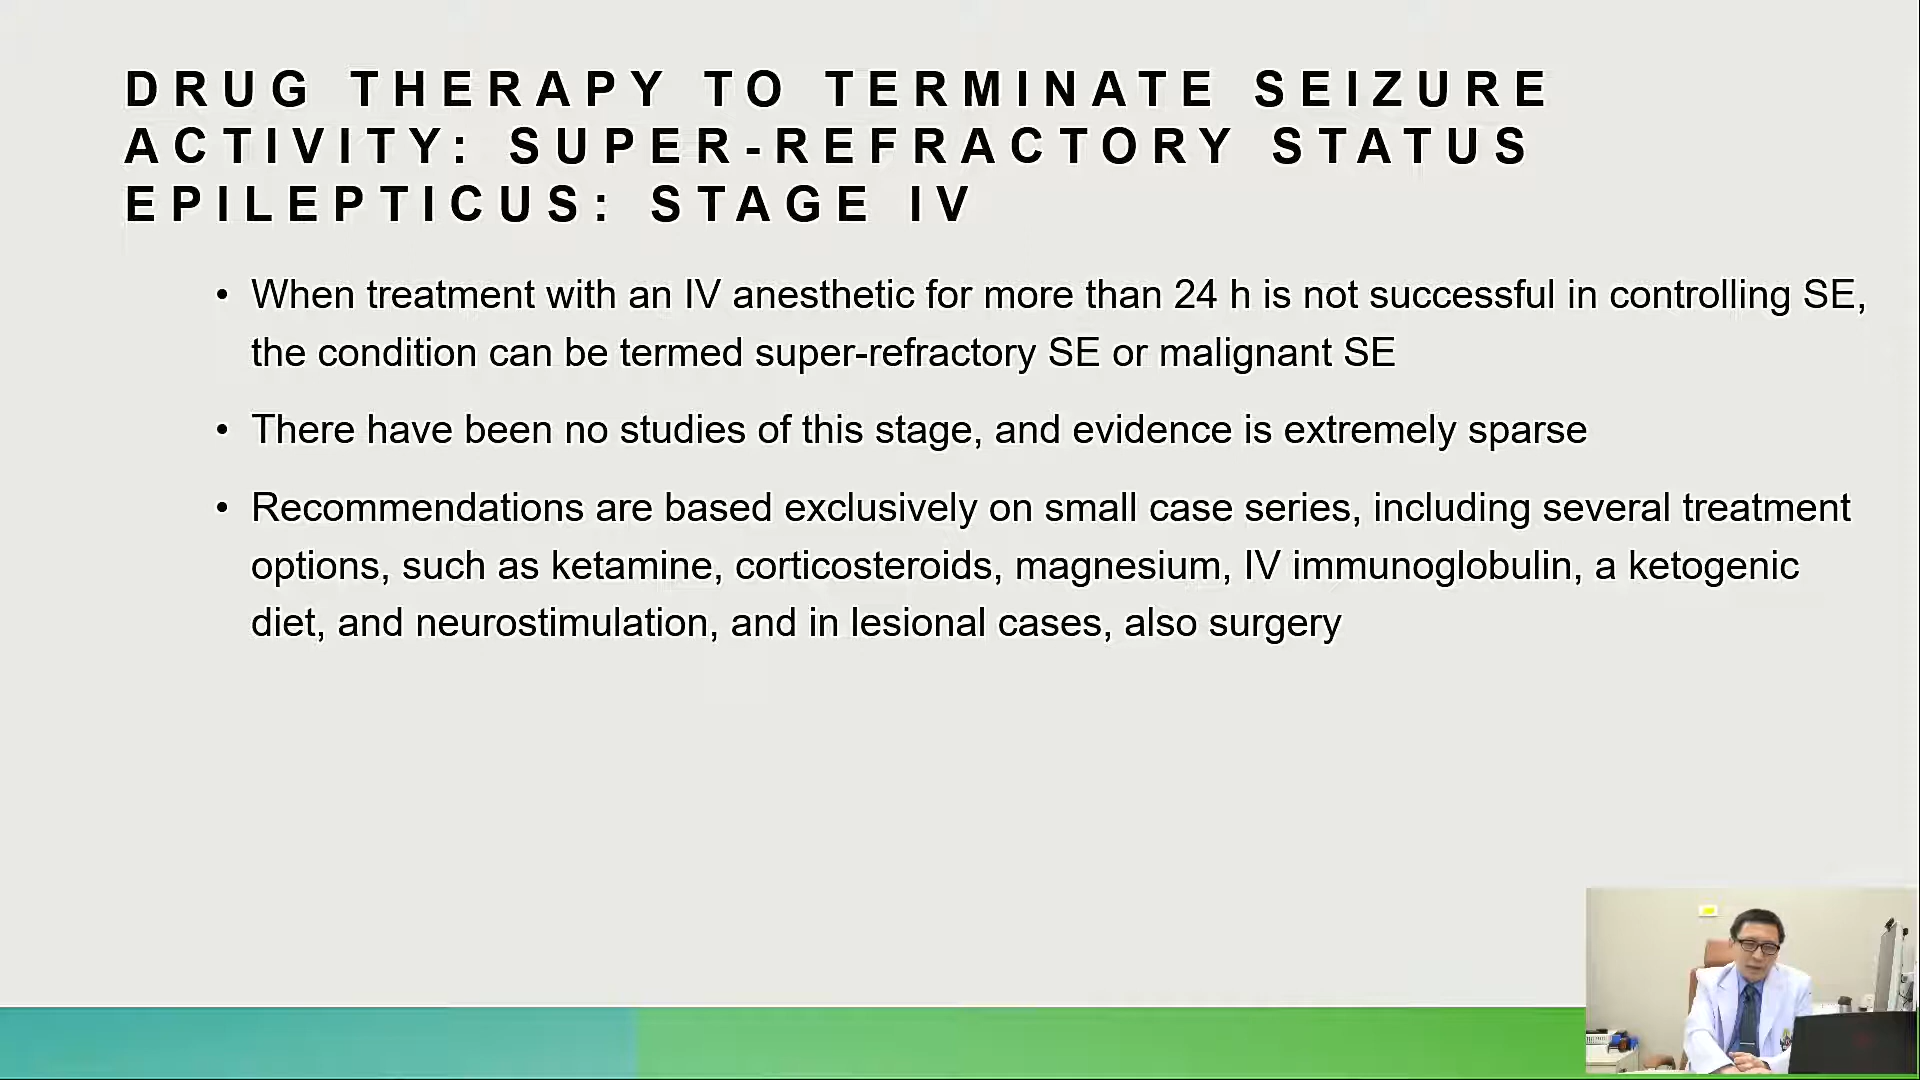 DRUG THERAPY TO TERMINATE SEIZURE
ACTIVITY: SUPER-REFRACTORY STATUS
EPILEPTICUS: STAGE IV
• When treatment with an IV anesthetic for more than 24 h is not successful in controlling SE,
the condition can be termed super-refractory SE or malignant SE
• There have been no studies of this stage, and evidence is extremely sparse
• Recommendations are based exclusively on small case series, including several treatment
options, such as ketamine, corticosteroids, magnesium, IV immunoglobulin, a ketogenic
diet, and neurostimulation, and in lesional cases, also surgery